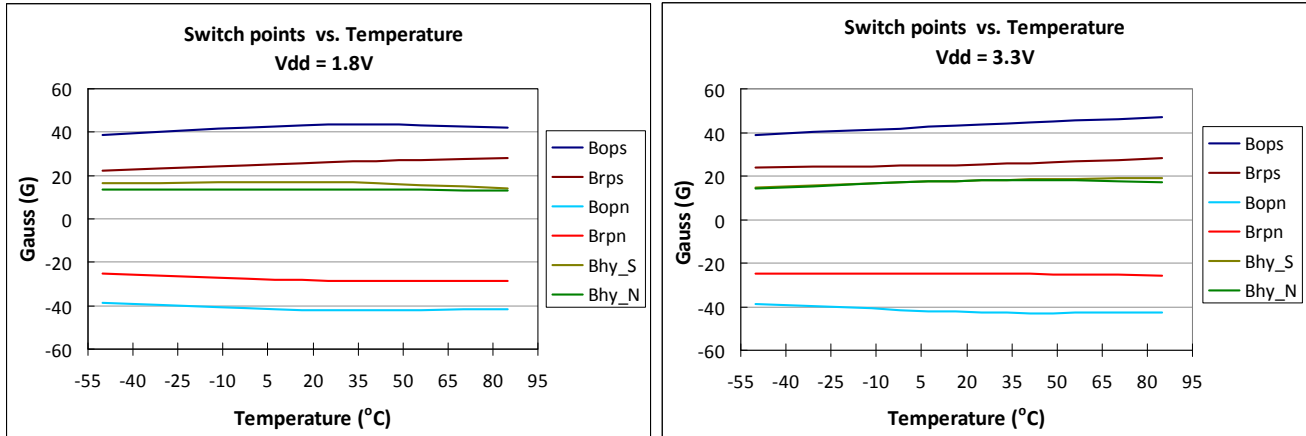 Switch points vs. Temperature
Vdd = 1.8V
Gauss (G)
60
40
20
0
-20
-40
-60
-55 -40 -25 -10 5 20 35 50 65 80 95
Temperature (°C)
Bops
Brps
Bopn
Brpn
Bhy_S
Bhy_N
Switch points vs. Temperature
Vdd = 3.3V
Gauss (G)
60
40
20
0
-20
-40
-60
-55 -40 -25 -10 5 20 35 50 65 80 95
Temperature (°C)
Bops
Brps
Bopn
Brpn
Bhy_S
Bhy_N